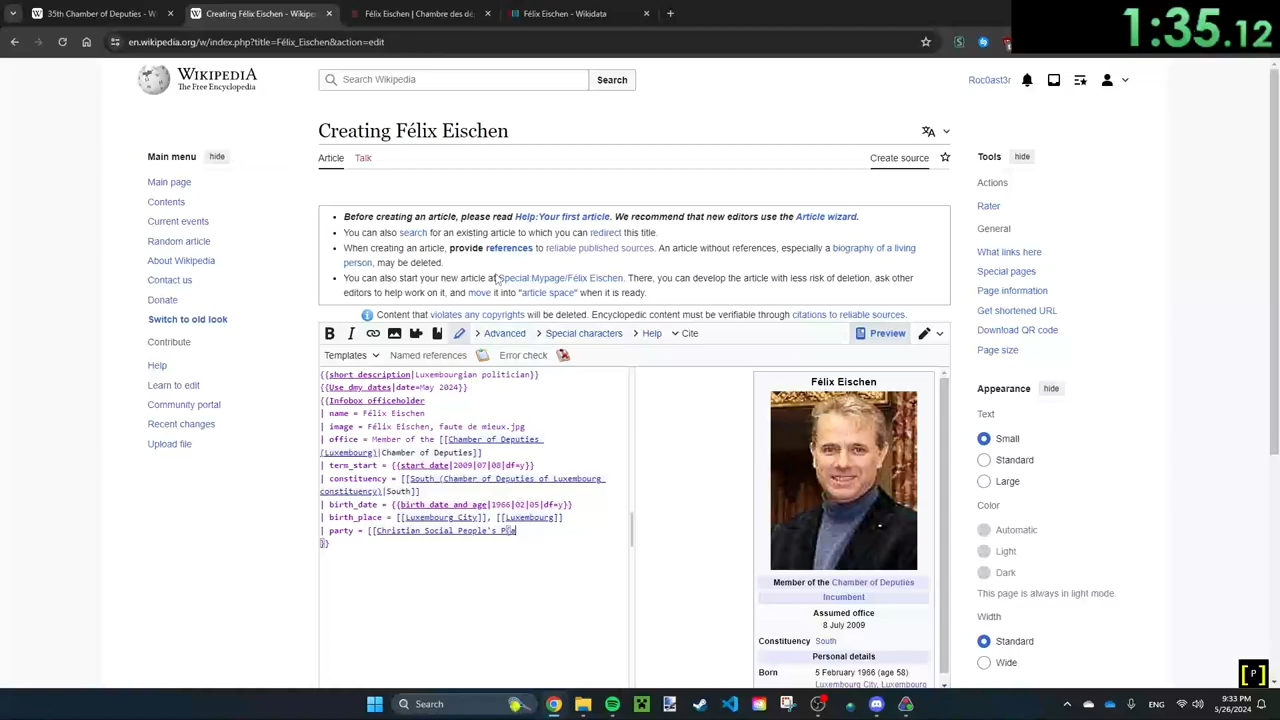 35th Chamber of Deputies -
Creating Félix Eischen - Wikipe
Félix Eischen | Chambre des dé
Félix Eischen - Wikidata
1:35.12
en.wikipedia.org/w/index.php?title=Félix_Eischen&action=edit
WIKIPEDIA
The Free Encyclopedia
Search Wikipedia
Search
Roc0ast3r
Creating Félix Eischen
Main menu
hide
Article
Talk
Create source
Main page
Contents
Current events
Random article
About Wikipedia
Contact us
Donate
Switch to old look
Contribute
Help
Learn to edit
Community portal
Recent changes
Upload file
Before creating an article, please read Help:Your first article. We recommend that new editors use the Article wizard.
You can also search for an existing article to which you can redirect this title.
When creating an article, provide references to reliable published sources. An article without references, especially a biography of a living
person, may be deleted.
You can also start your new article at Special:Mypage/Félix Eischen. There, you can develop the article with less risk of deletion, ask other
editors to help work on it, and move it into "article space" when it is ready.
Content that violates any copyrights will be deleted. Encyclopedic content must be verifiable through citations to reliable sources.
B I Advanced Special characters Help Cite Preview
Templates Named references Error check
{{short description|Luxembourgian politician}}
{{Use dmy dates|date=May 2024}}
{{Infobox officeholder
| name = Félix Eischen
| image = Félix Eischen, faute de mieux.jpg
| office = Member of the [[Chamber of Deputies
(Luxembourg)|Chamber of Deputies]]
| term_start = {{start date|2009|07|08|df=y}}
| constituency = [[South (Chamber of Deputies of Luxembourg
constituency)|South]]
| birth_date = {{birth date and age|1966|02|05|df=y}}
| birth_place = [[Luxembourg City]], [[Luxembourg]]
| party = [[Christian Social People's
}}
Félix Eischen
Member of the Chamber of Deputies
Incumbent
Assumed office
8 July 2009
Constituency South
Personal details
Born 5 February 1966 (age 58)
Luxembourg City, Luxembourg
Tools
hide
Actions
Rater
General
What links here
Special pages
Page information
Get shortened URL
Download QR code
Page size
Appearance
hide
Text
Small
Standard
Large
Color
Automatic
Light
Dark
This page is always in light mode.
Width
Standard
Wide
[P]
Search
ENG
9:33 PM
5/26/2024